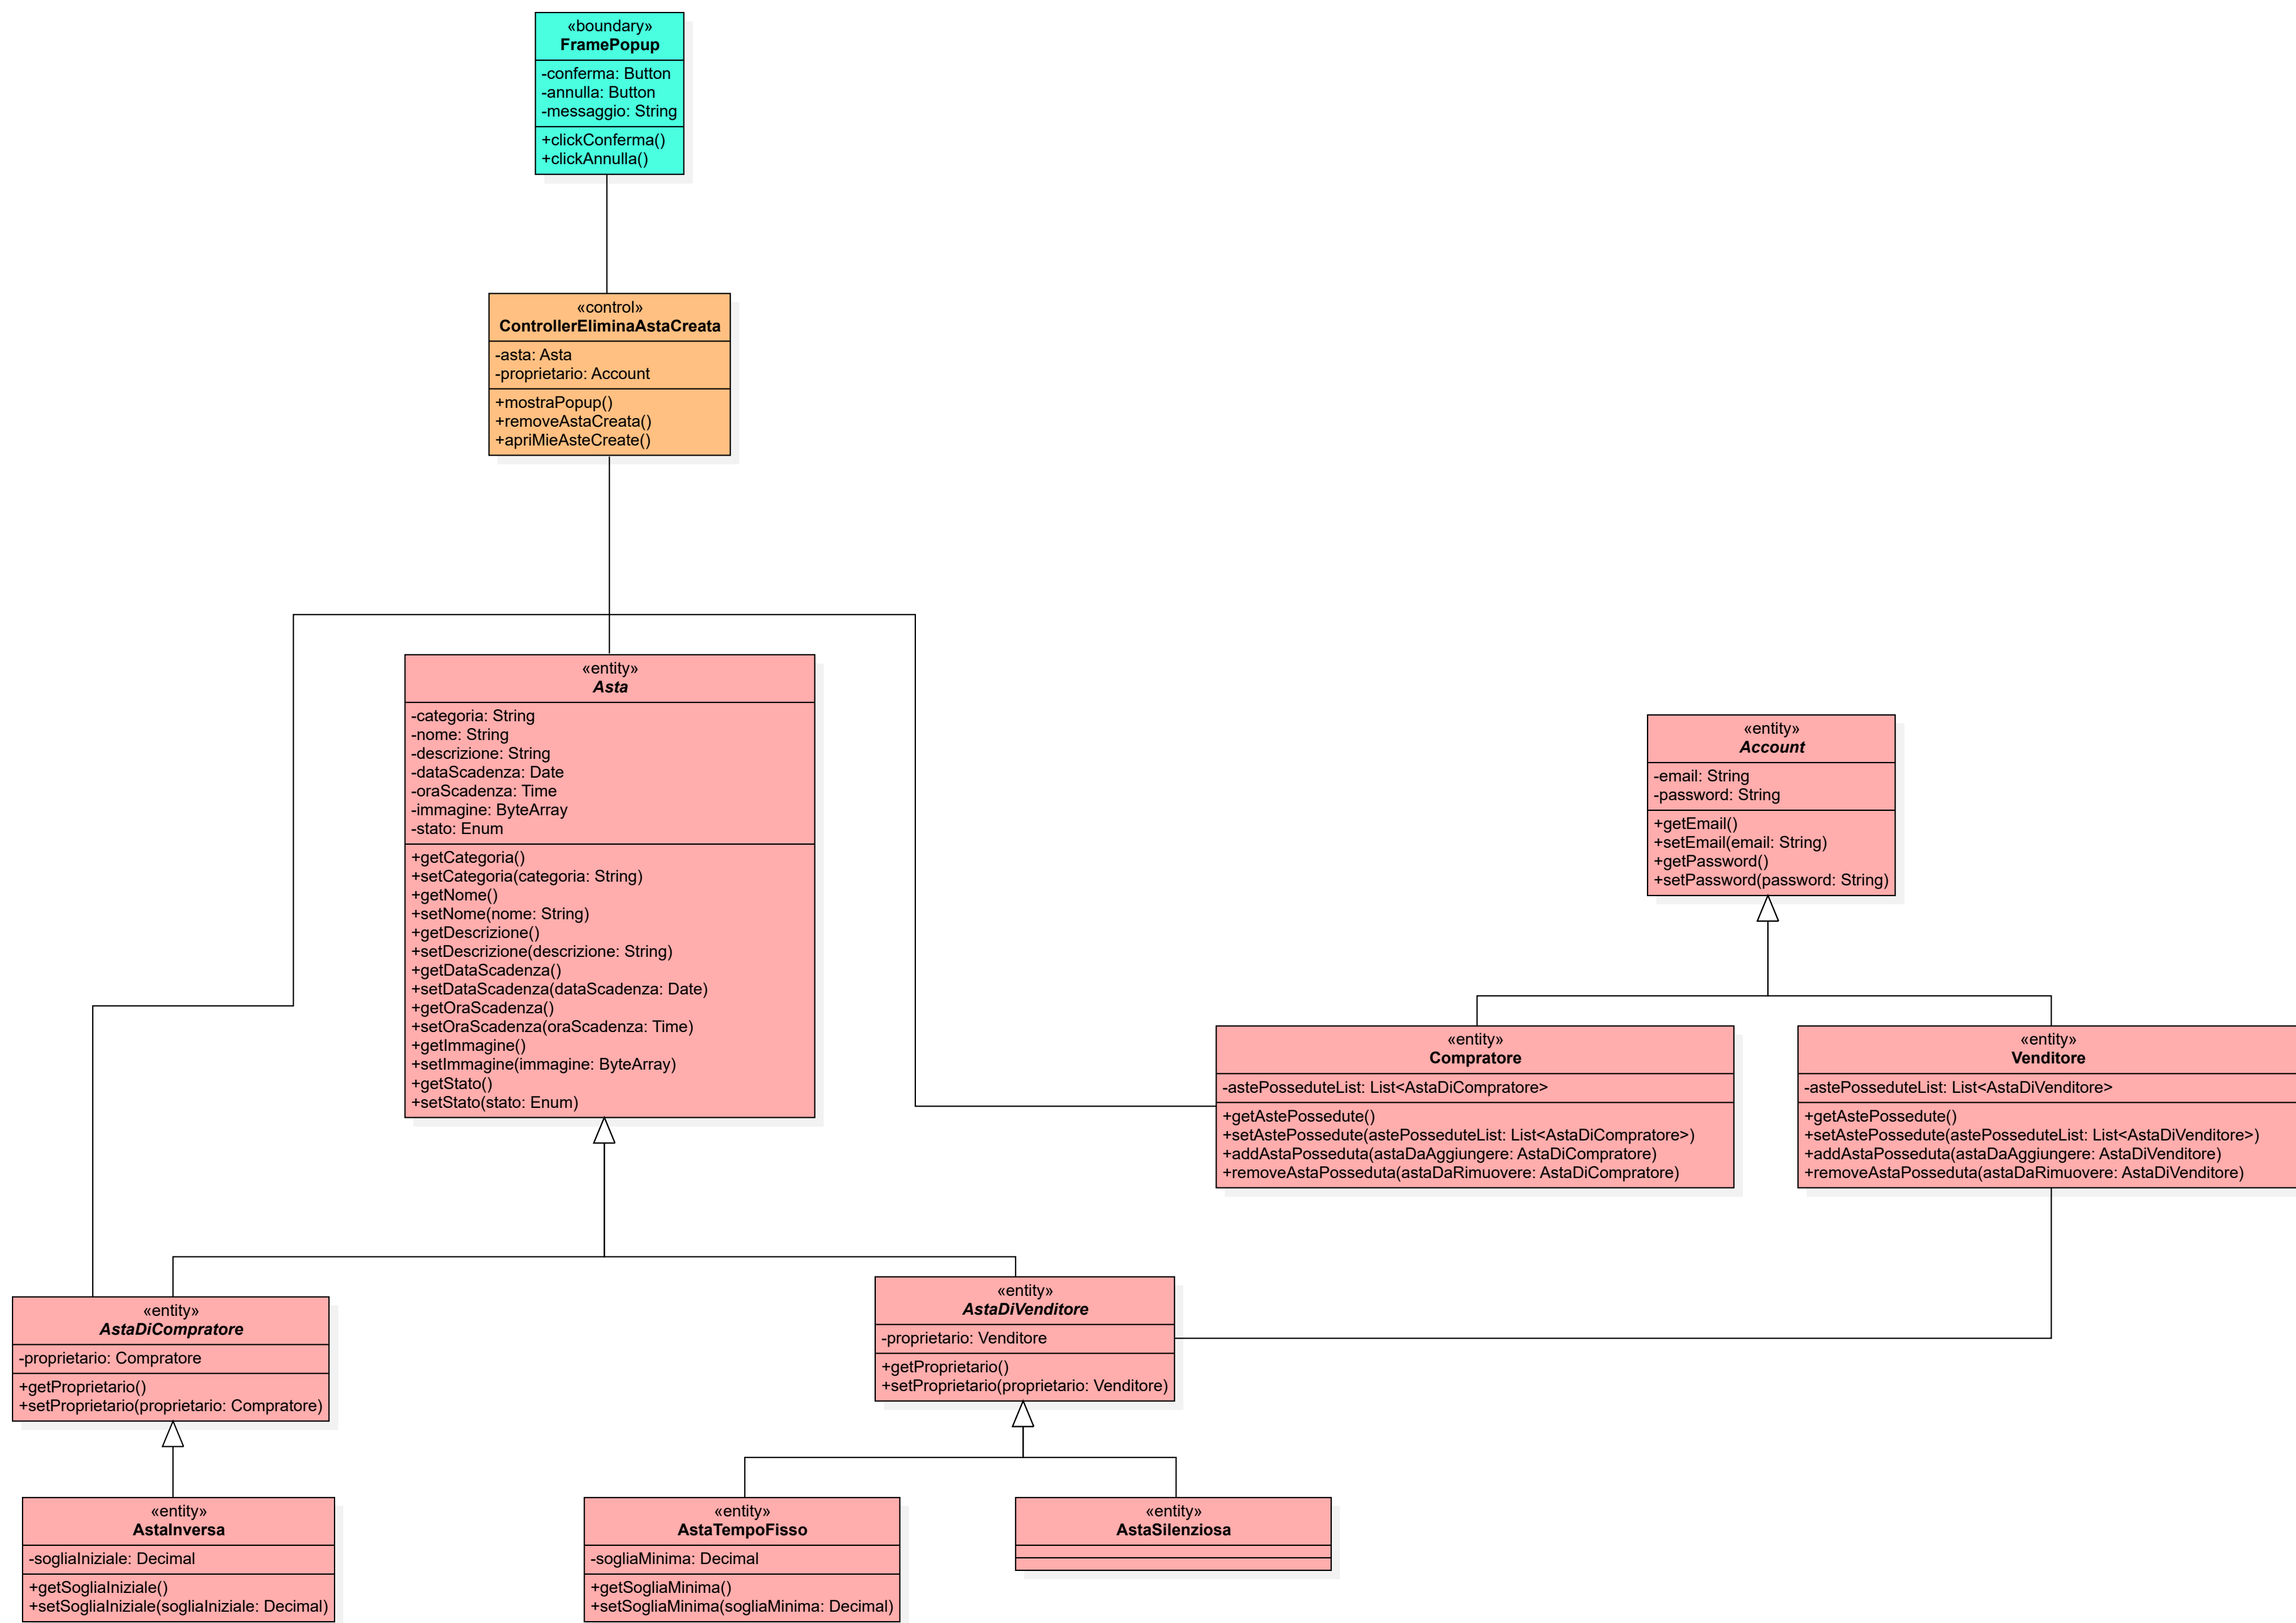 «boundary»
FramePopup
-conferma: Button
-annulla: Button
-messaggio: String
+clickConferma()
+clickAnnulla()
«control»
ControllerEliminaAstaCreata
-asta: Asta
-proprietario: Account
+mostraPopup()
+removeAstaCreata()
+apriMieAsteCreate()
«entity»
Asta
-categoria: String
-nome: String
-descrizione: String
-dataScadenza: Date
-oraScadenza: Time
-immagine: ByteArray
-stato: Enum
+getCategoria()
+setCategoria(categoria: String)
+getNome()
+setNome(nome: String)
+getDescrizione()
+setDescrizione(descrizione: String)
+getDataScadenza()
+setDataScadenza(dataScadenza: Date)
+getOraScadenza()
+setOraScadenza(oraScadenza: Time)
+getImmagine()
+setImmagine(immagine: ByteArray)
+getStato()
+setStato(stato: Enum)
«entity»
Account
-email: String
-password: String
+getEmail()
+setEmail(email: String)
+getPassword()
+setPassword(password: String)
«entity»
Compratore
-astePosseduteList: List<AstaDiCompratore>
+getAstePossedute()
+setAstePossedute(astePosseduteList: List<AstaDiCompratore>)
+addAstaPosseduta(astaDaAggiungere: AstaDiCompratore)
+removeAstaPosseduta(astaDaRimuovere: AstaDiCompratore)
«entity»
Venditore
-astePosseduteList: List<AstaDiVenditore>
+getAstePossedute()
+setAstePossedute(astePosseduteList: List<AstaDiVenditore>)
+addAstaPosseduta(astaDaAggiungere: AstaDiVenditore)
+removeAstaPosseduta(astaDaRimuovere: AstaDiVenditore)
«entity»
AstaDiCompratore
-proprietario: Compratore
+getProprietario()
+setProprietario(proprietario: Compratore)
«entity»
AstaDiVenditore
-proprietario: Venditore
+getProprietario()
+setProprietario(proprietario: Venditore)
«entity»
AstaInversa
-sogliaIniziale: Decimal
+getSogliaIniziale()
+setSogliaIniziale(sogliaIniziale: Decimal)
«entity»
AstaTempoFisso
-sogliaMinima: Decimal
+getSogliaMinima()
+setSogliaMinima(sogliaMinima: Decimal)
«entity»
AstaSilenziosa